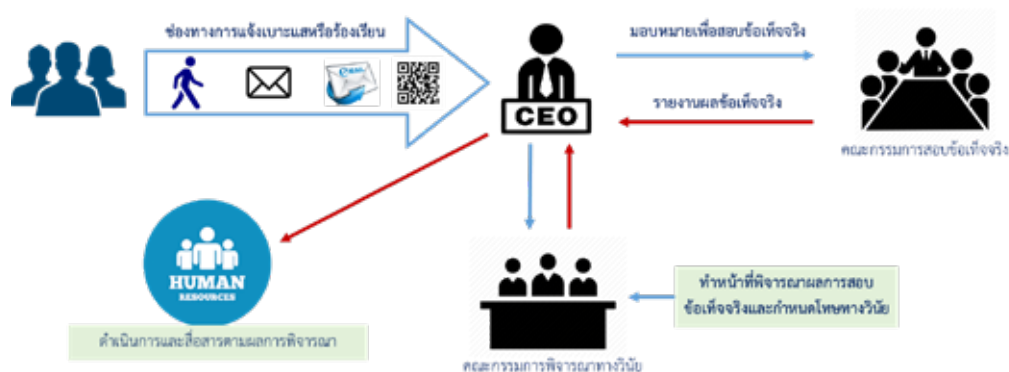 ช่องทางการแจ้งเบาะแสหรือร้องเรียน
มอบหมายเพื่อสอบข้อเท็จจริง
CEO
รายงานผลข้อเท็จจริง
คณะกรรมการสอบข้อเท็จจริง
HUMAN
RESOURCES
ดำเนินการและสื่อสารตามผลการพิจารณา
ทำหน้าที่พิจารณาผลการสอบ
ข้อเท็จจริงและกำหนดโทษทางวินัย
คณะกรรมการพิจารณาทางวินัย